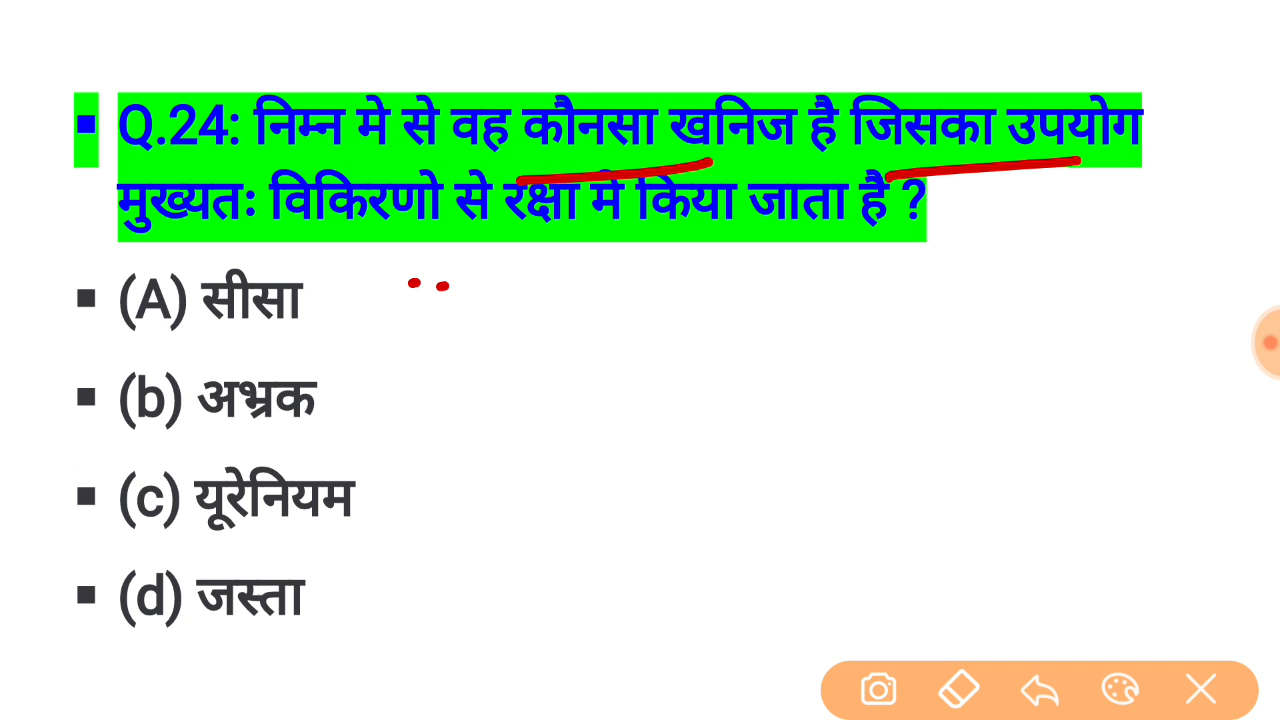 ▪ Q.24: निम्न मे से वह कौनसा खनिज है जिसका उपयोग
मुख्यतः विकिरणो से रक्षा मे किया जाता है ?
▪ (A) सीसा
▪ (b) अभ्रक
▪ (c) यूरेनियम
▪ (d) जस्ता